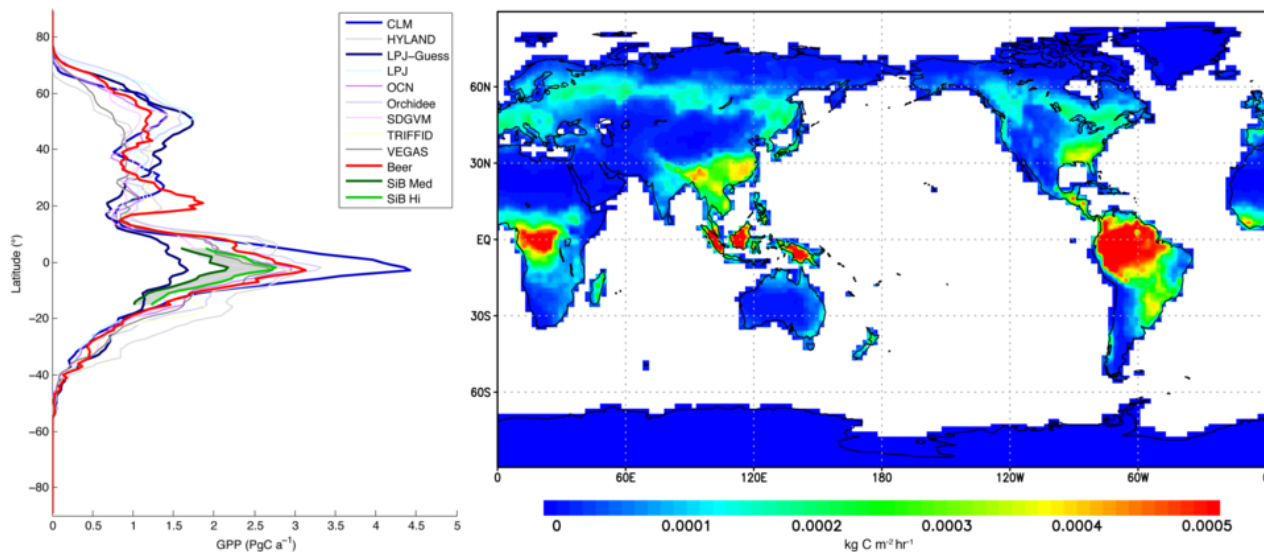 CLM
HYLAND
LPJ-Guess
LPJ
OCN
Orchidee
SDGVM
TRIFFID
VEGAS
Beer
SiB Med
SiB Hi
80
60
40
20
0
−20
−40
−60
−80
Latitude (°)
0 0.5 1 1.5 2 2.5 3 3.5 4 4.5 5
GPP (PgC a⁻¹)
60N
30N
EQ
30S
60S
0 60E 120E 180 120W 60W 0
0 0.0001 0.0002 0.0003 0.0004 0.0005
kg C m⁻² hr⁻¹